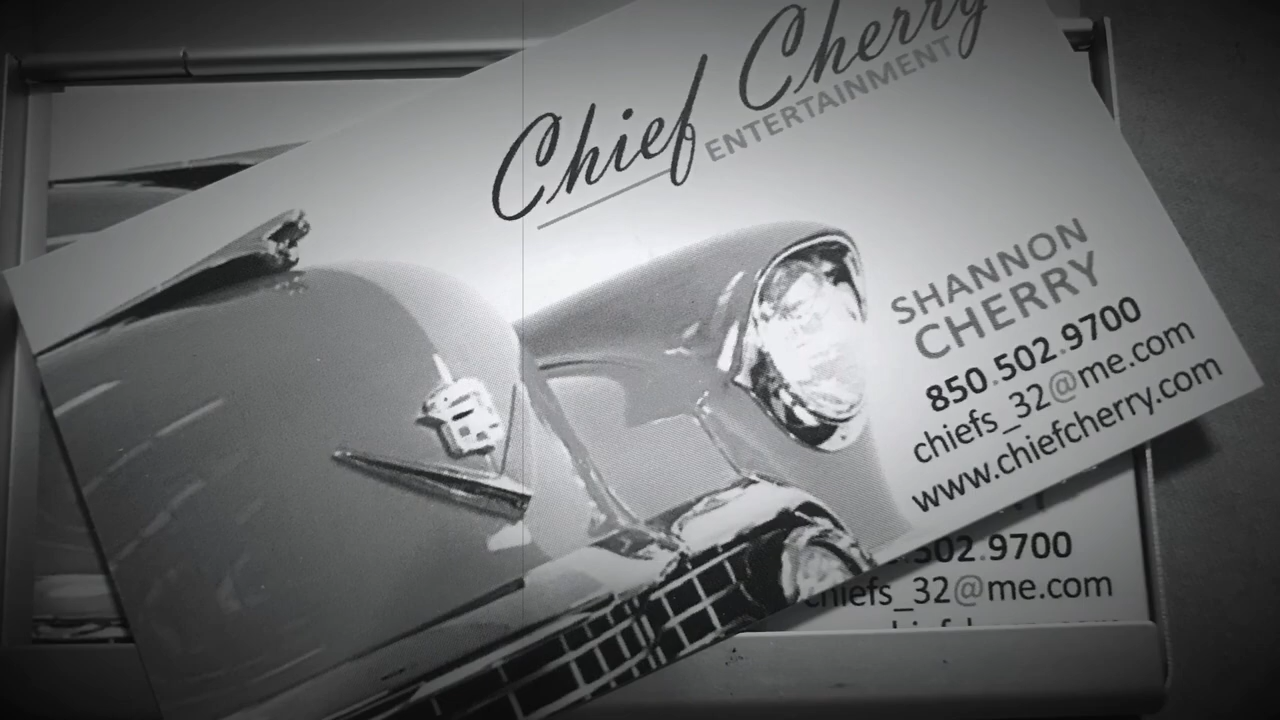 Chief Cherry
ENTERTAINMENT
SHANNON
CHERRY
850.502.9700
chiefs_32@me.com
www.chiefcherry.com
.502.9700
chiefs_32@me.com